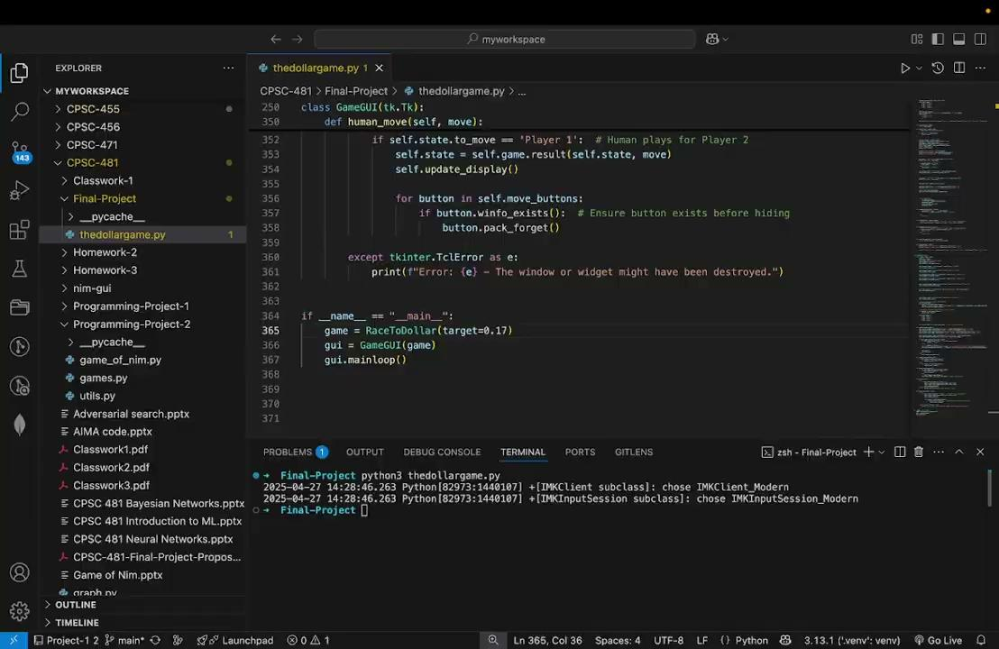 myworkspace
EXPLORER
thedollargame.py 1
MYWORKSPACE
CPSC-455
CPSC-456
CPSC-471
CPSC-481
Classwork-1
Final-Project
__pycache__
thedollargame.py 1
Homework-2
Homework-3
nim-gui
Programming-Project-1
Programming-Project-2
__pycache__
game_of_nim.py
games.py
utils.py
Adversarial search.pptx
AIMA code.pptx
Classwork1.pdf
Classwork2.pdf
Classwork3.pdf
CPSC 481 Bayesian Networks.pptx
CPSC 481 Introduction to ML.pptx
CPSC 481 Neural Networks.pptx
CPSC-481-Final-Project-Propos...
Game of Nim.pptx
graph.py
OUTLINE
TIMELINE
143
CPSC-481 > Final-Project > thedollargame.py > ...
250 class GameGUI(tk.Tk):
350 def human_move(self, move):
352 if self.state.to_move == 'Player 1': # Human plays for Player 2
353 self.state = self.game.result(self.state, move)
354 self.update_display()
355
356 for button in self.move_buttons:
357 if button.winfo_exists(): # Ensure button exists before hiding
358 button.pack_forget()
359
360 except tkinter.TclError as e:
361 print(f"Error: {e} – The window or widget might have been destroyed.")
362
363
364 if __name__ == "__main__":
365 game = RaceToDollar(target=0.17)
366 gui = GameGUI(game)
367 gui.mainloop()
368
369
370
371
PROBLEMS 1 OUTPUT DEBUG CONSOLE TERMINAL PORTS GITLENS
zsh - Final-Project
→ Final-Project python3 thedollargame.py
2025-04-27 14:28:46.263 Python[82973:1440107] +[IMKClient subclass]: chose IMKClient_Modern
2025-04-27 14:28:46.263 Python[82973:1440107] +[IMKInputSession subclass]: chose IMKInputSession_Modern
→ Final-Project
Project-1 2 main* Launchpad 0 1 Ln 365, Col 36 Spaces: 4 UTF-8 LF {} Python 3.13.1 ('.venv': venv) Go Live